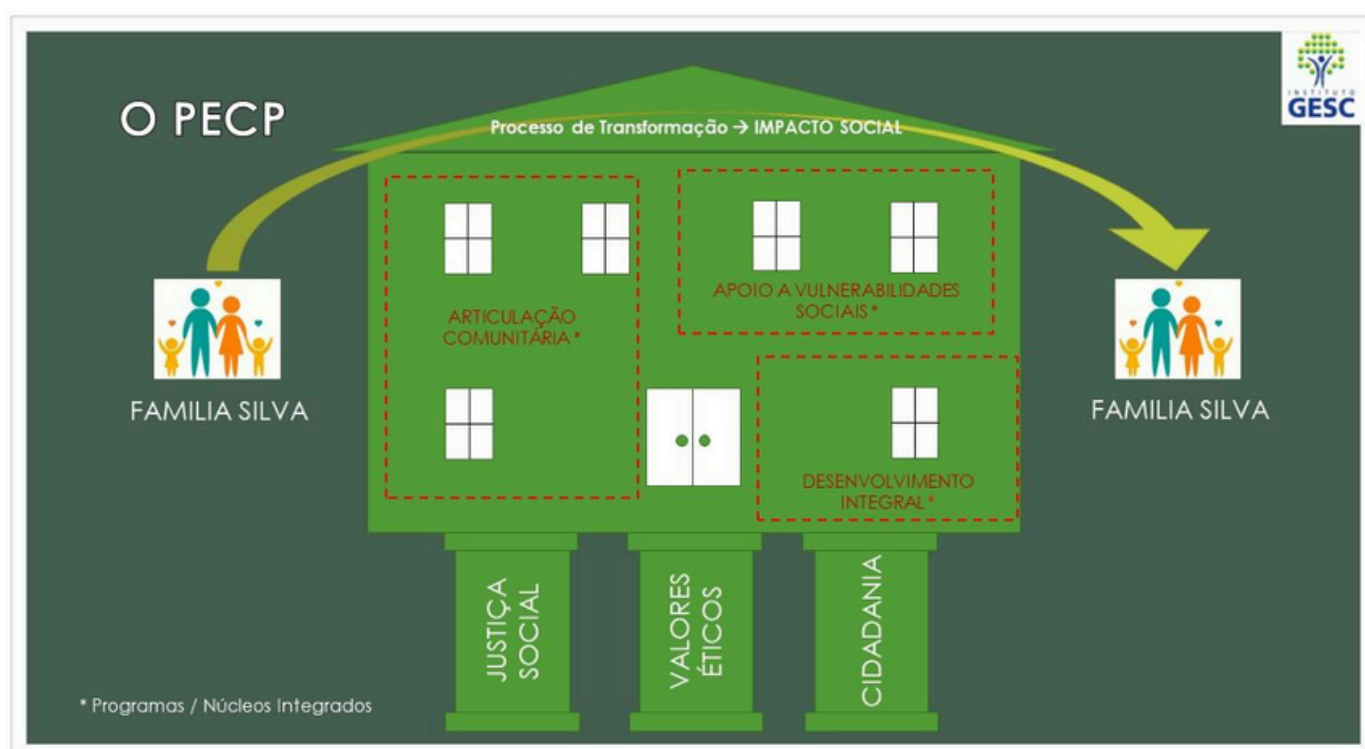 O PECP
INSTITUTO
GESC
Processo de Transformação → IMPACTO SOCIAL
ARTICULAÇÃO
COMUNITÁRIA *
APOIO A VULNERABILIDADES
SOCIAIS *
FAMILIA SILVA
FAMILIA SILVA
DESENVOLVIMENTO
INTEGRAL *
JUSTIÇA
SOCIAL
VALORES
ÉTICOS
CIDADANIA
* Programas / Núcleos Integrados